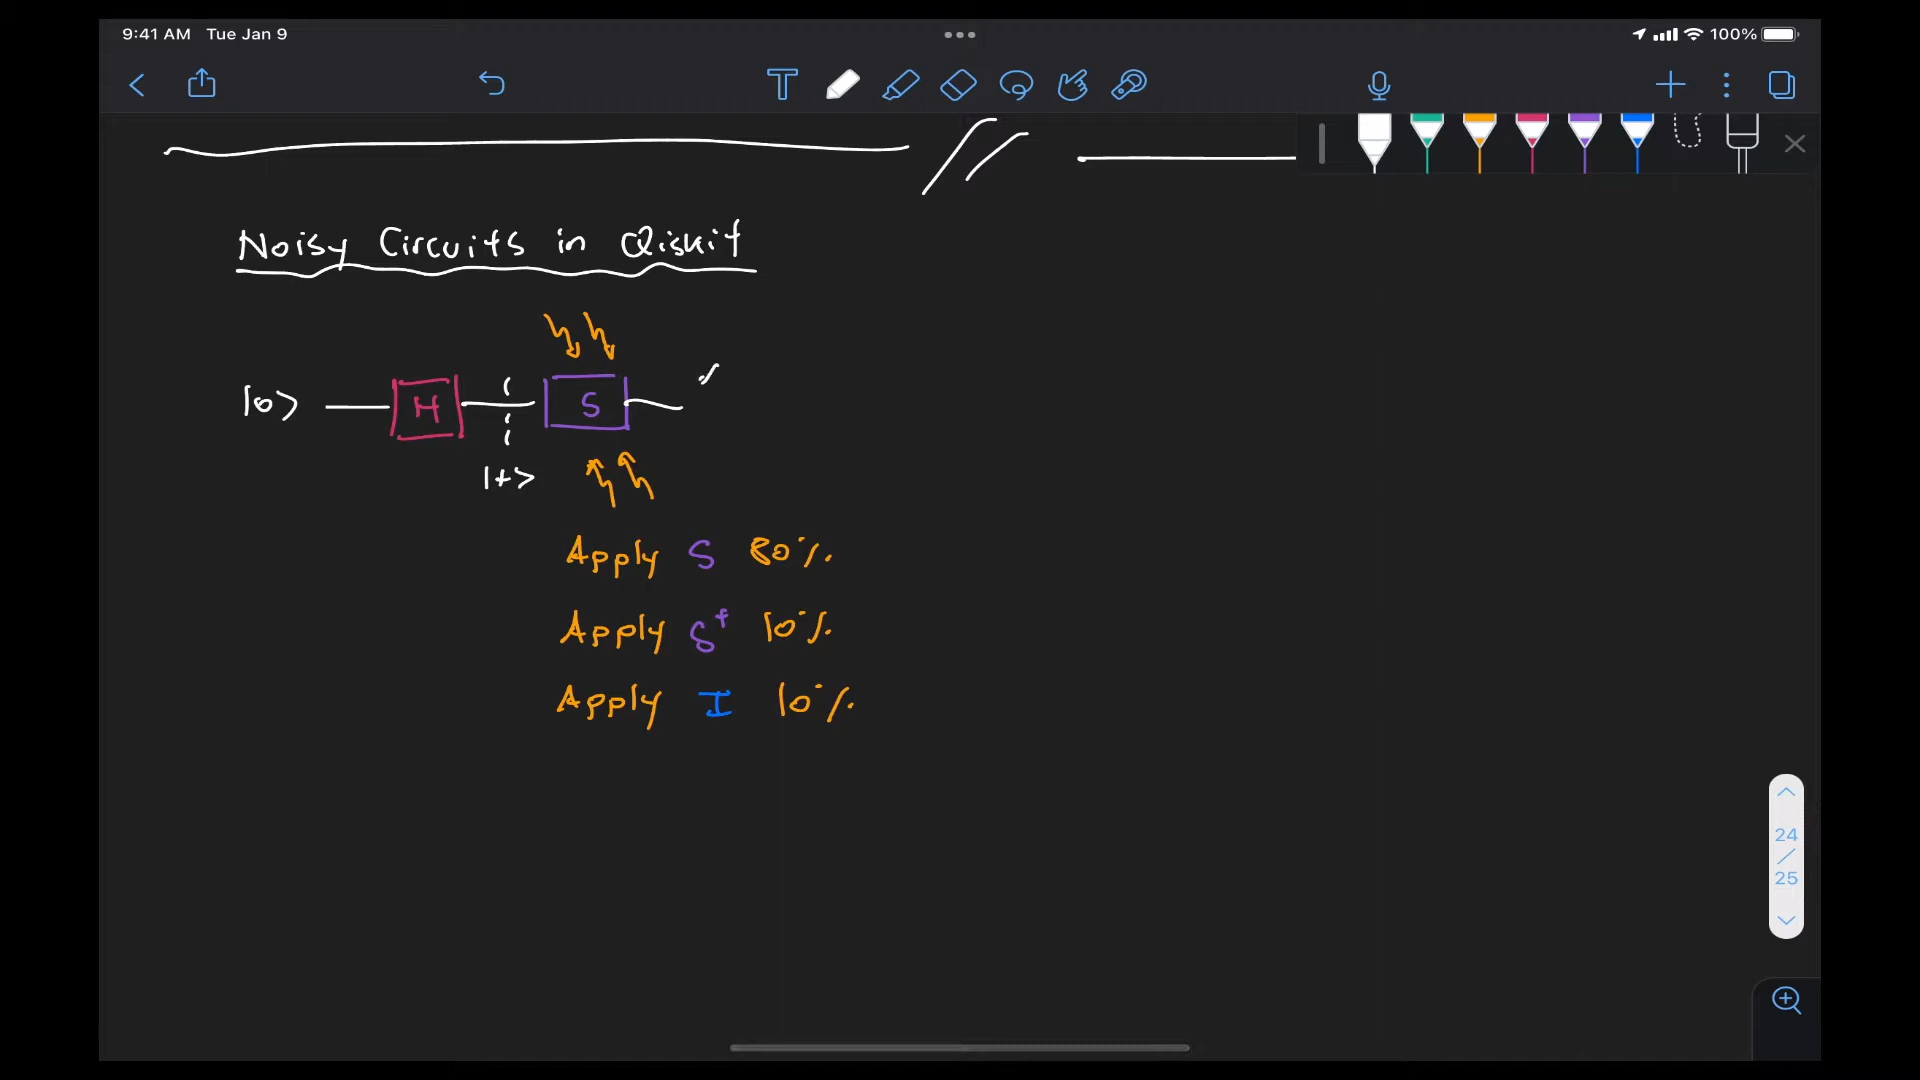 9:41 AM Tue Jan 9
100%
T
Noisy Circuits in Qiskit
|0> H S
|+>
Apply S 80%
Apply S† 10%
Apply I 10%
24
/
25